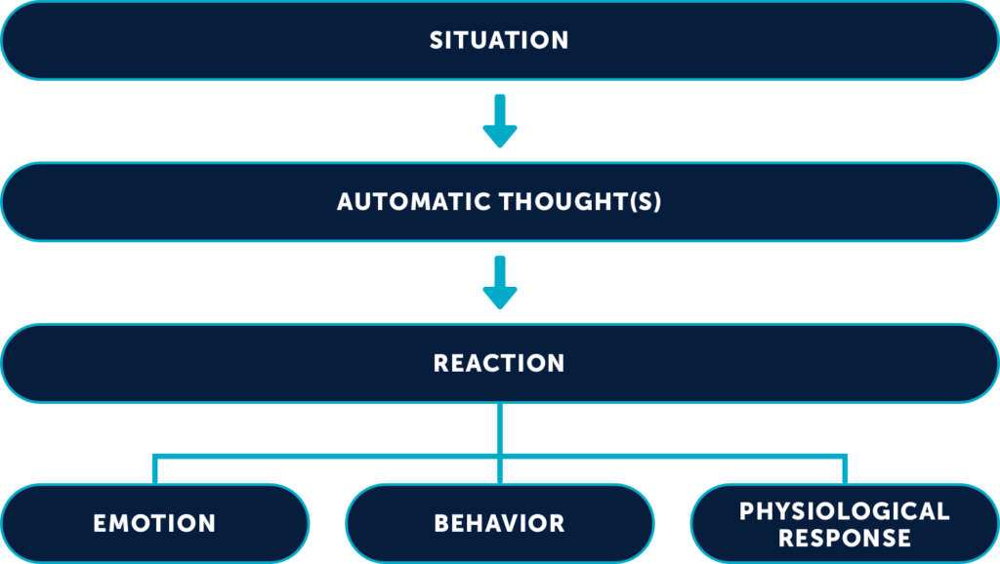 SITUATION
AUTOMATIC THOUGHT(S)
REACTION
EMOTION
BEHAVIOR
PHYSIOLOGICAL
RESPONSE